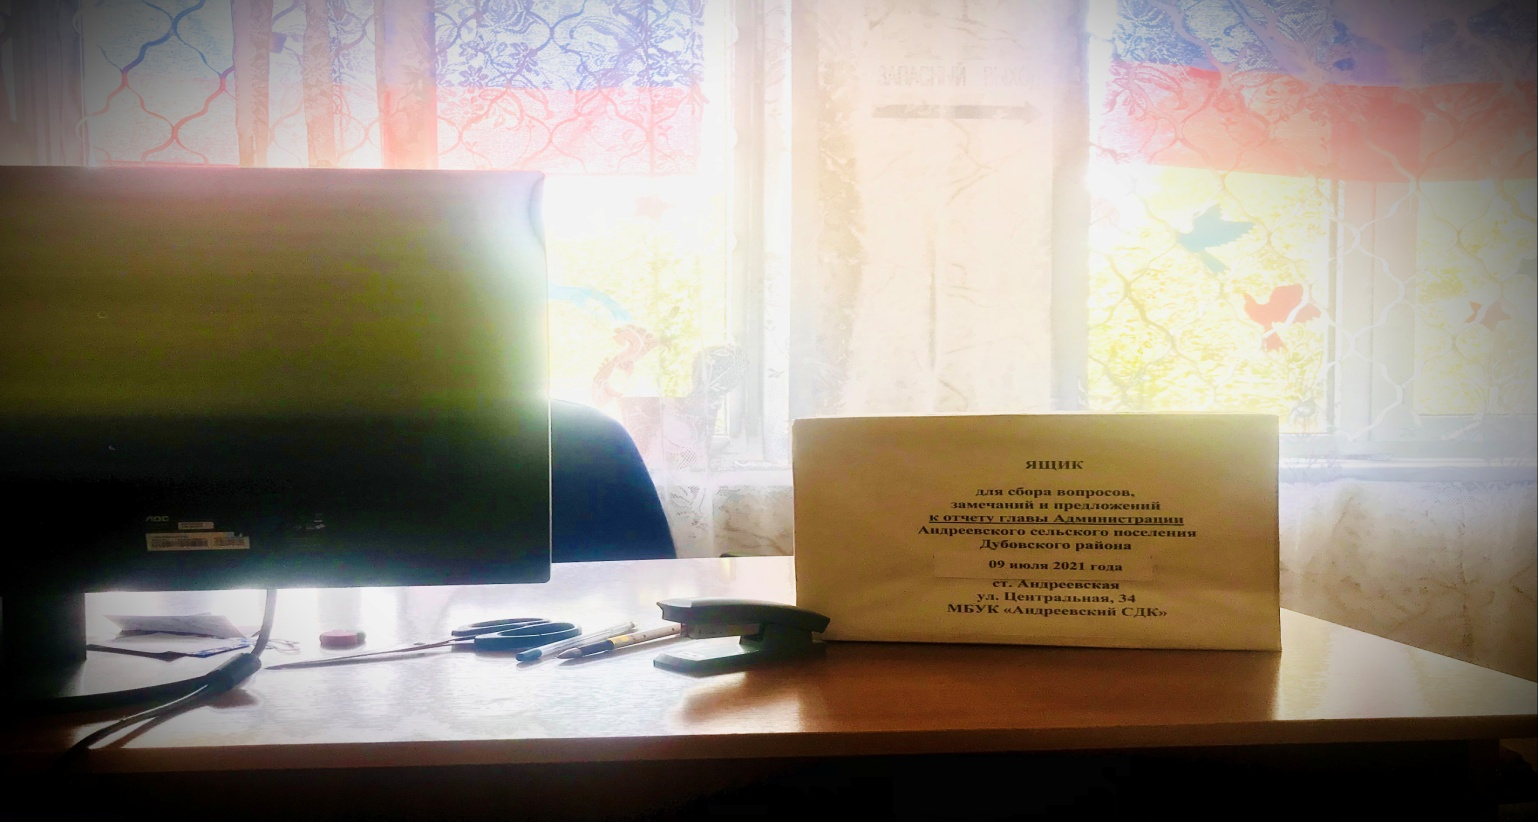 ЯЩИК
для сбора вопросов,
замечаний и предложений
к отчету главы Администрации
Андреевского сельского поселения
Дубовского района
09 июля 2021 года
ст. Андреевская
ул. Центральная, 34
МБУК «Андреевский СДК»
AOC